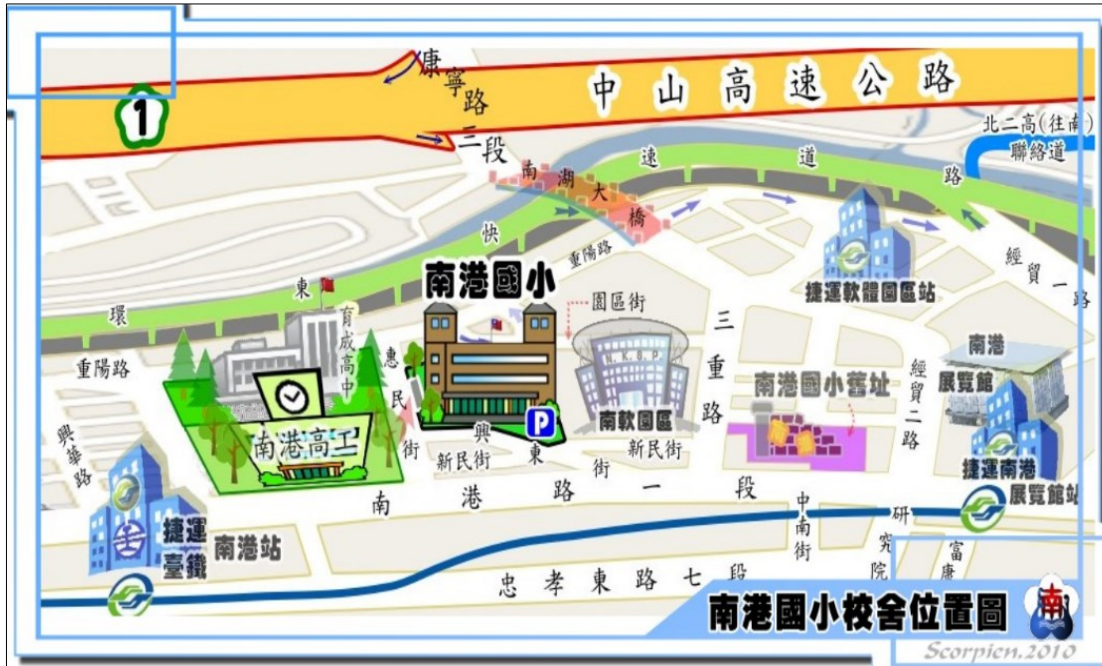 康寧路三段
中山高速公路
1
北二高(往南)
聯絡道
南湖大橋
環東快速道路
重陽路
經貿一路
捷運軟體園區站
南港國小
園區街
育成高中
惠民街
三重路
重陽路
南港
展覽館
N.K.S.P.
南軟園區
南港國小舊址
經貿二路
南港高工
興華路
P
新民街
興東街
新民街
捷運南港
展覽館站
南港路一段
捷運
臺鐵
南港站
中南街
研究院
富康
忠孝東路七段
南港國小校舍位置圖
南
Scorpien.2010